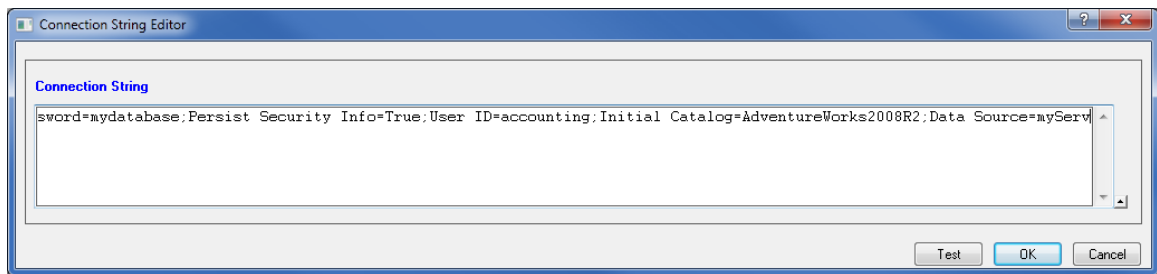 Connection String Editor
?
X
Connection String
sword=mydatabase;Persist Security Info=True;User ID=accounting;Initial Catalog=AdventureWorks2008R2;Data Source=myServ
Test OK Cancel